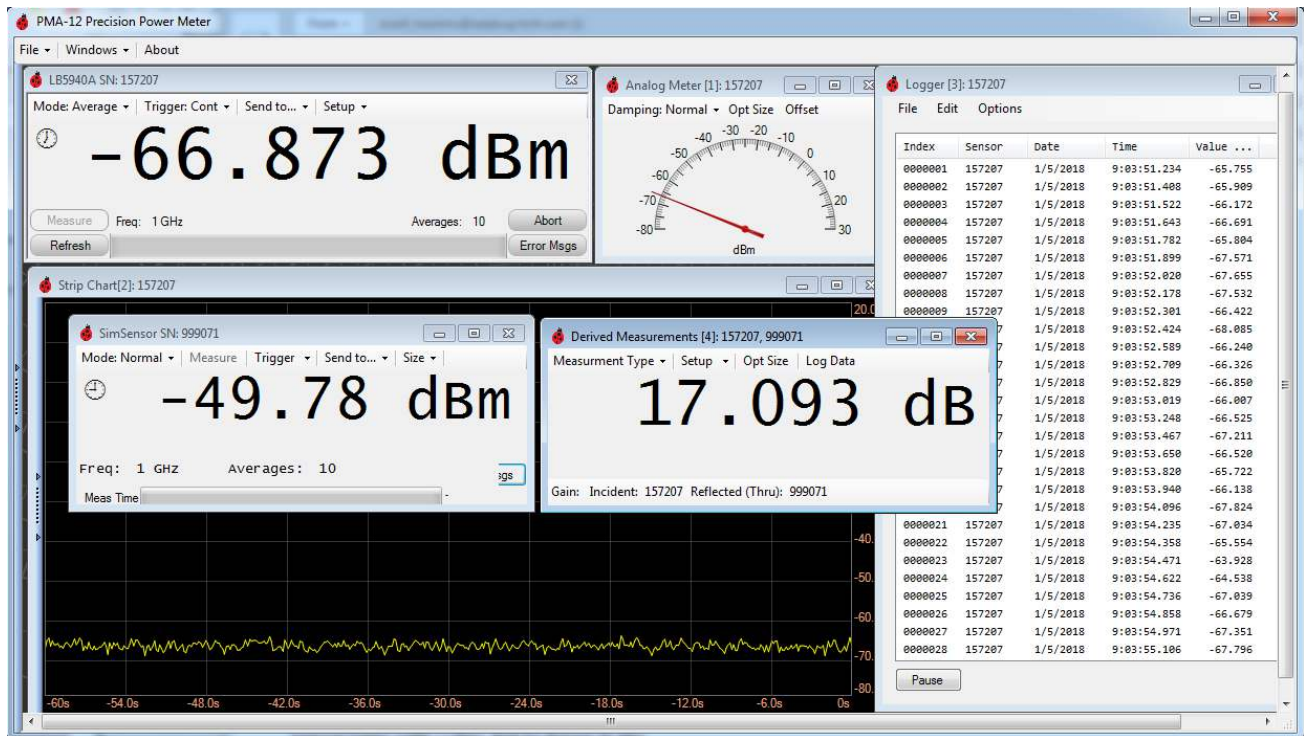 PMA-12 Precision Power Meter
File Windows About
LB5940A SN: 157207
Mode: Average Trigger: Cont Send to... Setup
-66.873 dBm
Measure Freq: 1 GHz Averages: 10 Abort
Refresh Error Msgs
Analog Meter [1]: 157207
Damping: Normal Opt Size Offset
-80 -70 -60 -50 -40 -30 -20 -10 0 10 20 30
dBm
Strip Chart[2]: 157207
20.0
-40.
-50.
-60.
-70.
-80.
-60s -54.0s -48.0s -42.0s -36.0s -30.0s -24.0s -18.0s -12.0s -6.0s 0s
SimSensor SN: 999071
Mode: Normal Measure Trigger Send to... Size
-49.78 dBm
Freq: 1 GHz Averages: 10
sgs
Meas Time -
Derived Measurements [4]: 157207, 999071
Measurment Type Setup Opt Size Log Data
17.093 dB
Gain: Incident: 157207 Reflected (Thru): 999071
Logger [3]: 157207
File Edit Options
Index Sensor Date Time Value ...
0000001 157207 1/5/2018 9:03:51.234 -65.755
0000002 157207 1/5/2018 9:03:51.408 -65.909
0000003 157207 1/5/2018 9:03:51.522 -66.172
0000004 157207 1/5/2018 9:03:51.643 -66.691
0000005 157207 1/5/2018 9:03:51.782 -65.804
0000006 157207 1/5/2018 9:03:51.899 -67.571
0000007 157207 1/5/2018 9:03:52.020 -67.655
0000008 157207 1/5/2018 9:03:52.178 -67.532
0000009 157207 1/5/2018 9:03:52.301 -66.422
7 1/5/2018 9:03:52.424 -68.085
7 1/5/2018 9:03:52.589 -66.240
7 1/5/2018 9:03:52.709 -66.326
7 1/5/2018 9:03:52.829 -66.850
7 1/5/2018 9:03:53.019 -66.007
7 1/5/2018 9:03:53.248 -66.525
7 1/5/2018 9:03:53.467 -67.211
7 1/5/2018 9:03:53.650 -66.520
7 1/5/2018 9:03:53.820 -65.722
7 1/5/2018 9:03:53.940 -66.138
7 1/5/2018 9:03:54.096 -67.824
0000021 157207 1/5/2018 9:03:54.235 -67.034
0000022 157207 1/5/2018 9:03:54.358 -65.554
0000023 157207 1/5/2018 9:03:54.471 -63.928
0000024 157207 1/5/2018 9:03:54.622 -64.538
0000025 157207 1/5/2018 9:03:54.736 -67.039
0000026 157207 1/5/2018 9:03:54.858 -66.679
0000027 157207 1/5/2018 9:03:54.971 -67.351
0000028 157207 1/5/2018 9:03:55.106 -67.796
Pause